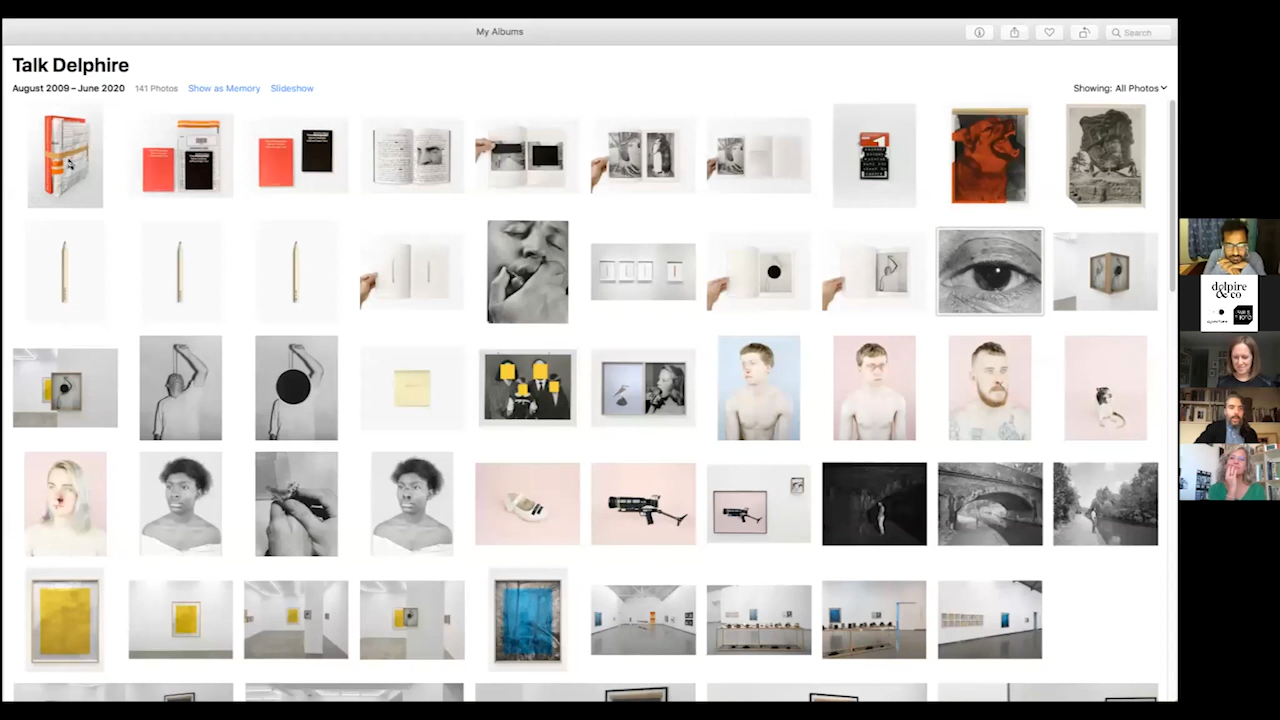 My Albums
Search
Talk Delphire
August 2009 – June 2020 141 Photos Show as Memory Slideshow
Showing: All Photos
delpire
& co